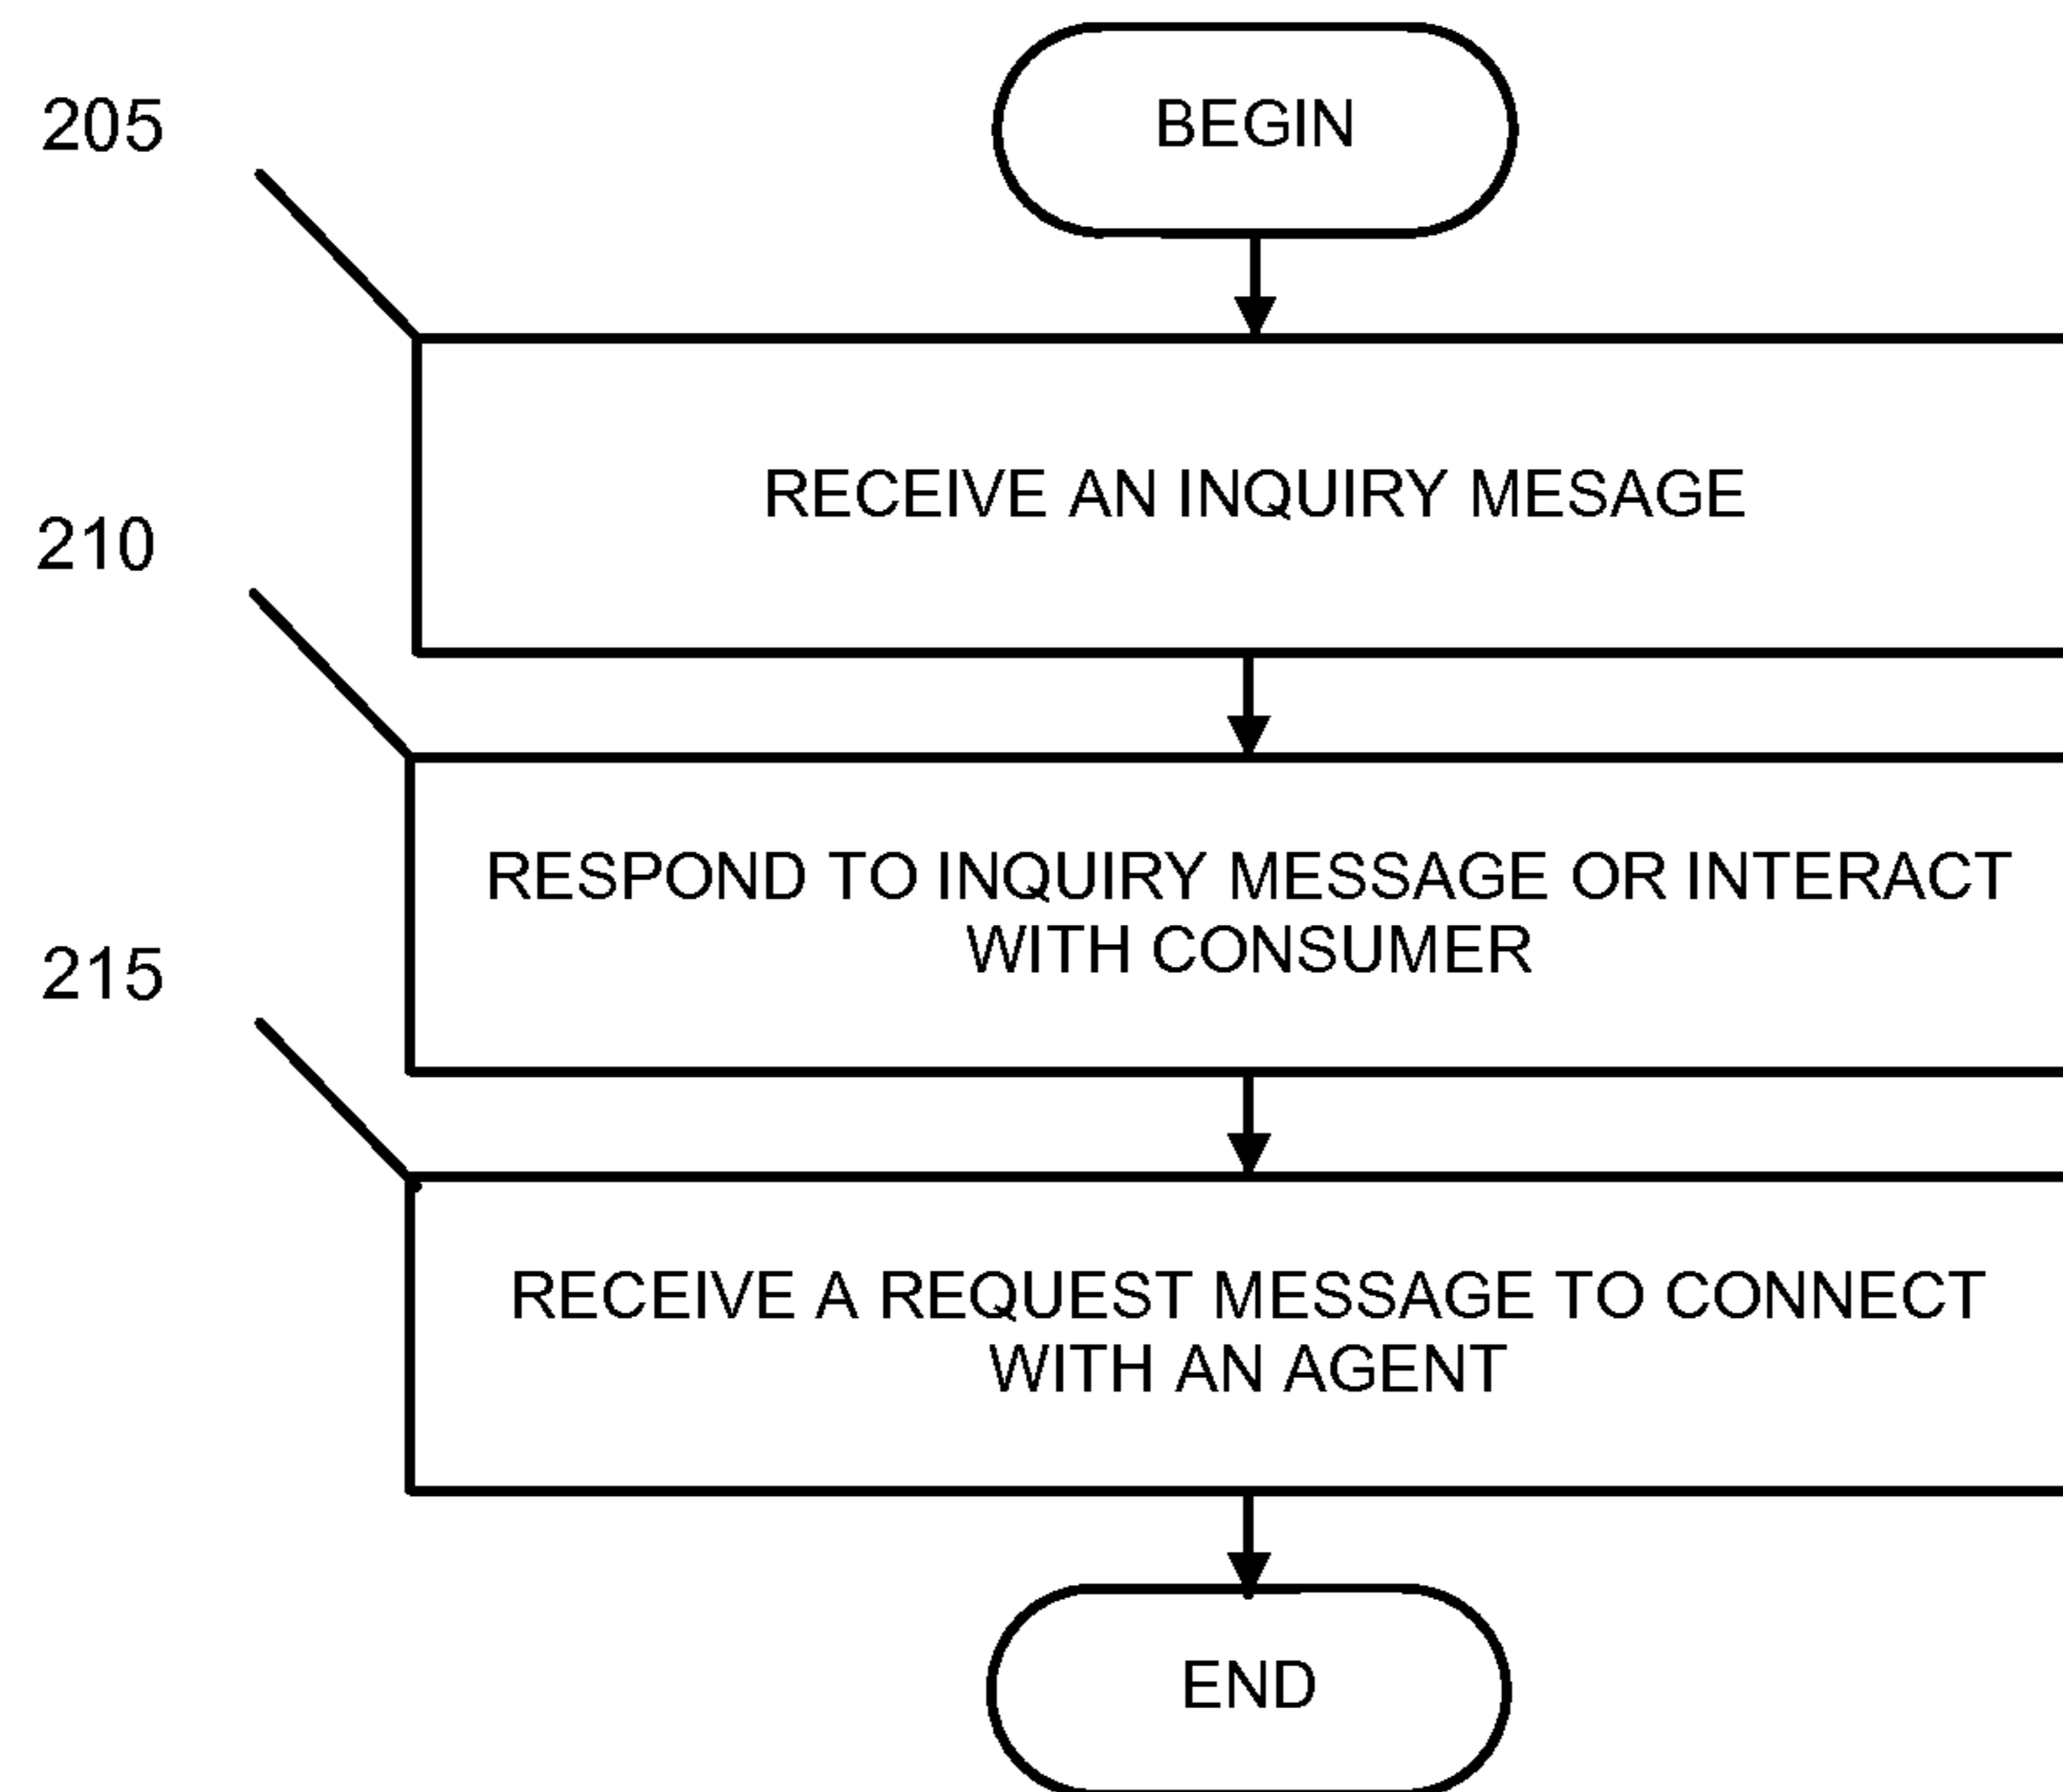 BEGIN
205
RECEIVE AN INQUIRY MESAGE
210
RESPOND TO INQUIRY MESSAGE OR INTERACT
WITH CONSUMER
215
RECEIVE A REQUEST MESSAGE TO CONNECT
WITH AN AGENT
END